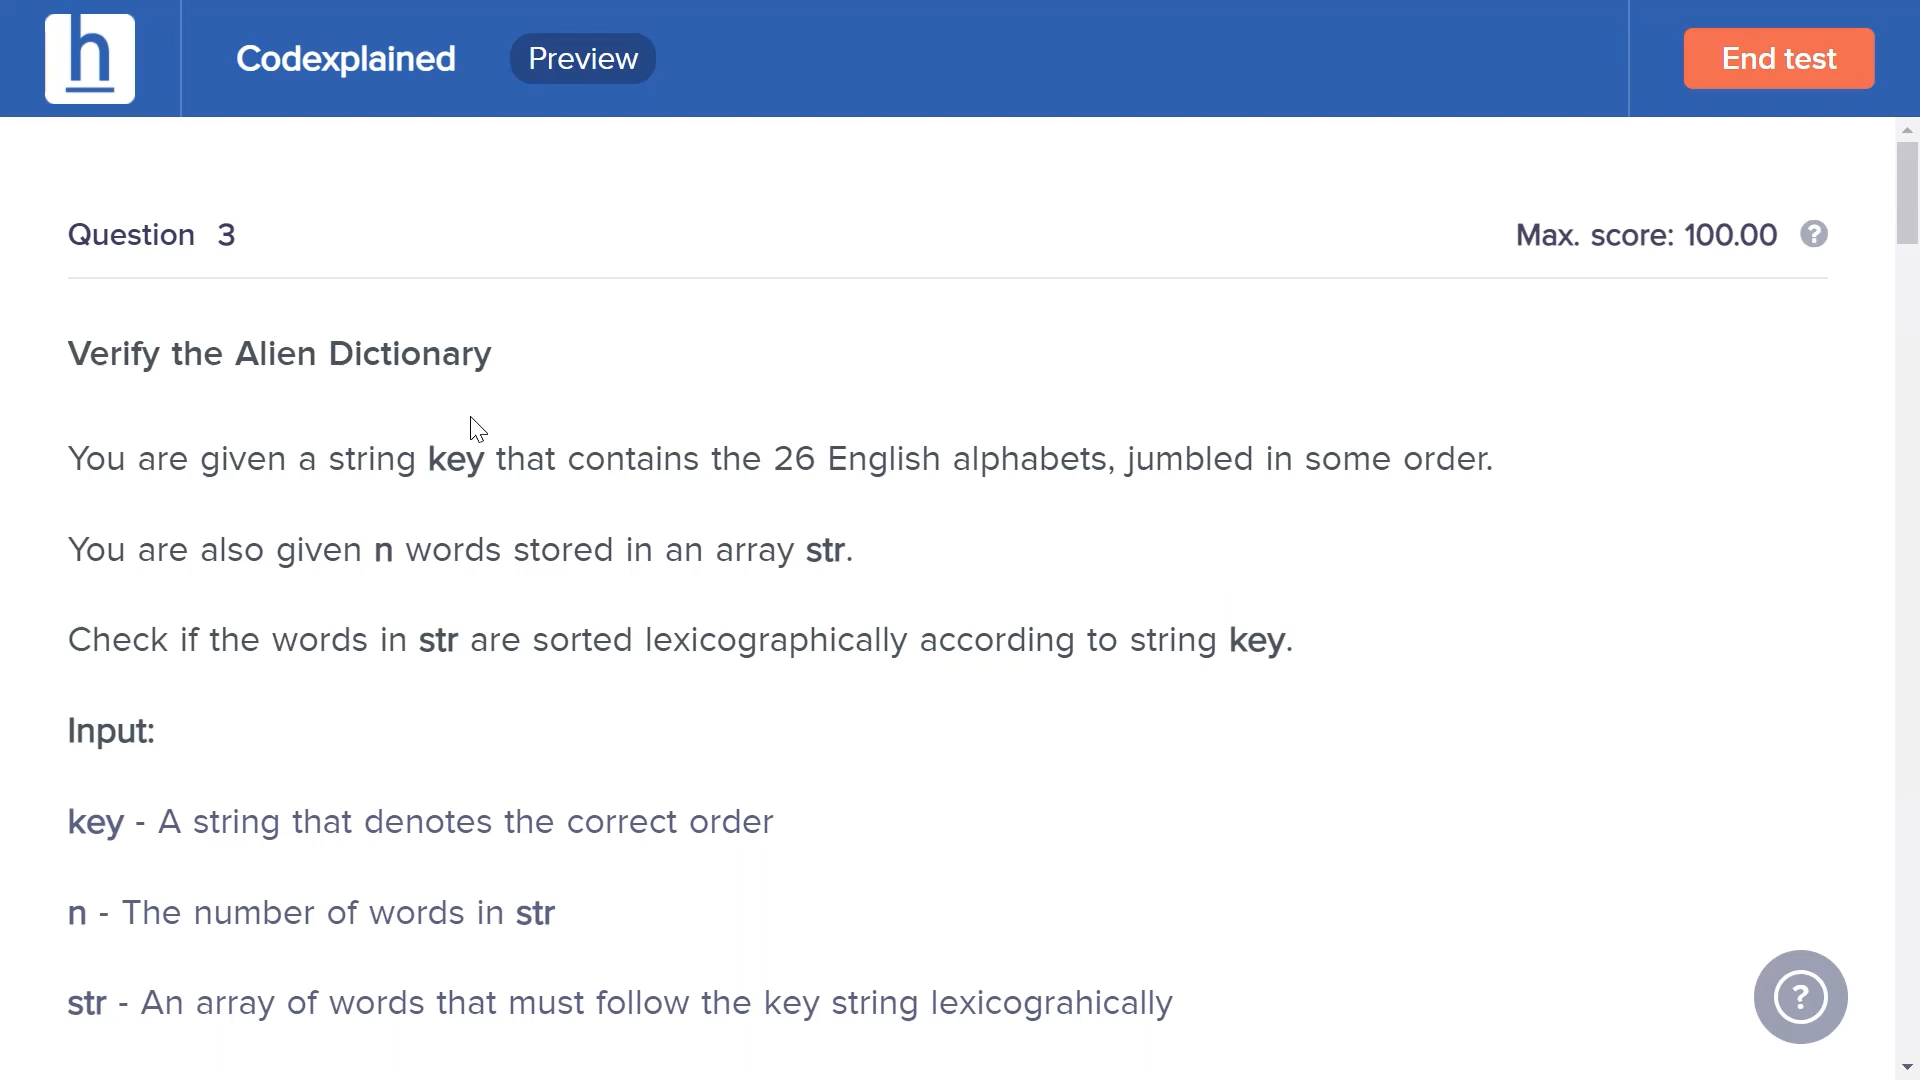 h
Codexplained
Preview
End test
Question 3
Max. score: 100.00 ?
Verify the Alien Dictionary
You are given a string key that contains the 26 English alphabets, jumbled in some order.
You are also given n words stored in an array str.
Check if the words in str are sorted lexicographically according to string key.
Input:
key - A string that denotes the correct order
n - The number of words in str
str - An array of words that must follow the key string lexicograhically
?